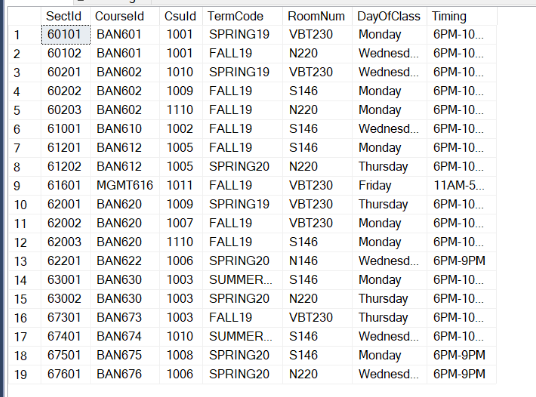 SectId CourseId CsuId TermCode RoomNum DayOfClass Timing
1 60101 BAN601 1001 SPRING19 VBT230 Monday 6PM-10...
2 60102 BAN601 1001 FALL19 N220 Wednesd... 6PM-10...
3 60201 BAN602 1010 SPRING19 VBT230 Wednesd... 6PM-10...
4 60202 BAN602 1009 FALL19 S146 Monday 6PM-10...
5 60203 BAN602 1110 FALL19 N220 Monday 6PM-10...
6 61001 BAN610 1002 FALL19 S146 Wednesd... 6PM-10...
7 61201 BAN612 1005 FALL19 S146 Monday 6PM-10...
8 61202 BAN612 1005 SPRING20 N220 Thursday 6PM-10...
9 61601 MGMT616 1011 FALL19 VBT230 Friday 11AM-5...
10 62001 BAN620 1009 SPRING19 VBT230 Thursday 6PM-10...
11 62002 BAN620 1007 FALL19 VBT230 Monday 6PM-10...
12 62003 BAN620 1110 FALL19 S146 Monday 6PM-10...
13 62201 BAN622 1006 SPRING20 N146 Wednesd... 6PM-9PM
14 63001 BAN630 1003 SUMMER... S146 Monday 6PM-10...
15 63002 BAN630 1003 SPRING20 N220 Thursday 6PM-10...
16 67301 BAN673 1003 FALL19 VBT230 Thursday 6PM-10...
17 67401 BAN674 1010 SUMMER... S146 Wednesd... 6PM-10...
18 67501 BAN675 1008 SPRING20 S146 Monday 6PM-9PM
19 67601 BAN676 1006 SPRING20 N220 Wednesd... 6PM-9PM